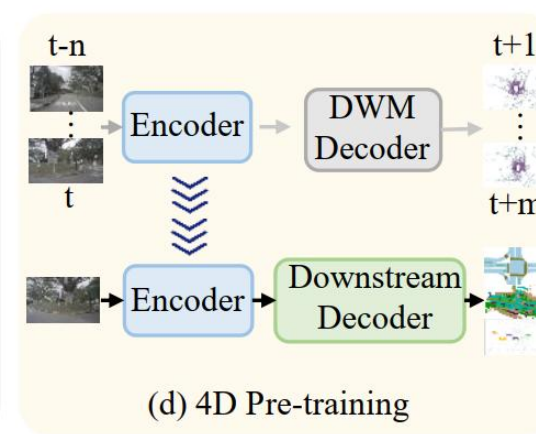 t-n
t+1
Encoder
DWM
Decoder
t
t+m
Encoder
Downstream
Decoder
(d) 4D Pre-training